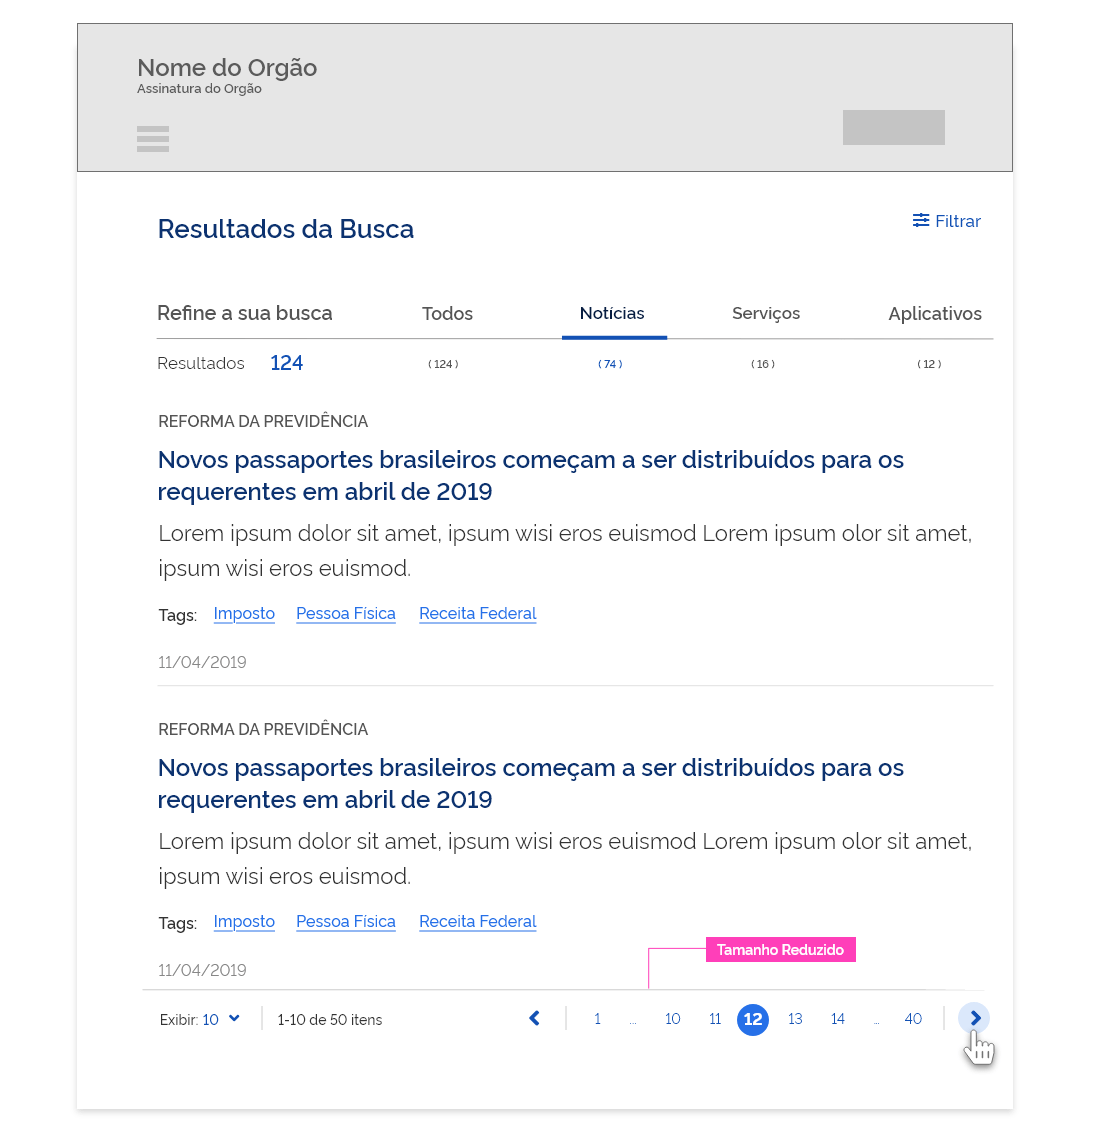 Nome do Orgão
Assinatura do Orgão
Resultados da Busca
Filtrar
Refine a sua busca Todos Notícias Serviços Aplicativos
Resultados 124 ( 124 ) ( 74 ) ( 16 ) ( 12 )
REFORMA DA PREVIDÊNCIA
Novos passaportes brasileiros começam a ser distribuídos para os
requerentes em abril de 2019
Lorem ipsum dolor sit amet, ipsum wisi eros euismod Lorem ipsum olor sit amet,
ipsum wisi eros euismod.
Tags: Imposto Pessoa Física Receita Federal
11/04/2019
REFORMA DA PREVIDÊNCIA
Novos passaportes brasileiros começam a ser distribuídos para os
requerentes em abril de 2019
Lorem ipsum dolor sit amet, ipsum wisi eros euismod Lorem ipsum olor sit amet,
ipsum wisi eros euismod.
Tags: Imposto Pessoa Física Receita Federal
Tamanho Reduzido
11/04/2019
Exibir: 10 1-10 de 50 itens 1 ... 10 11 12 13 14 ... 40